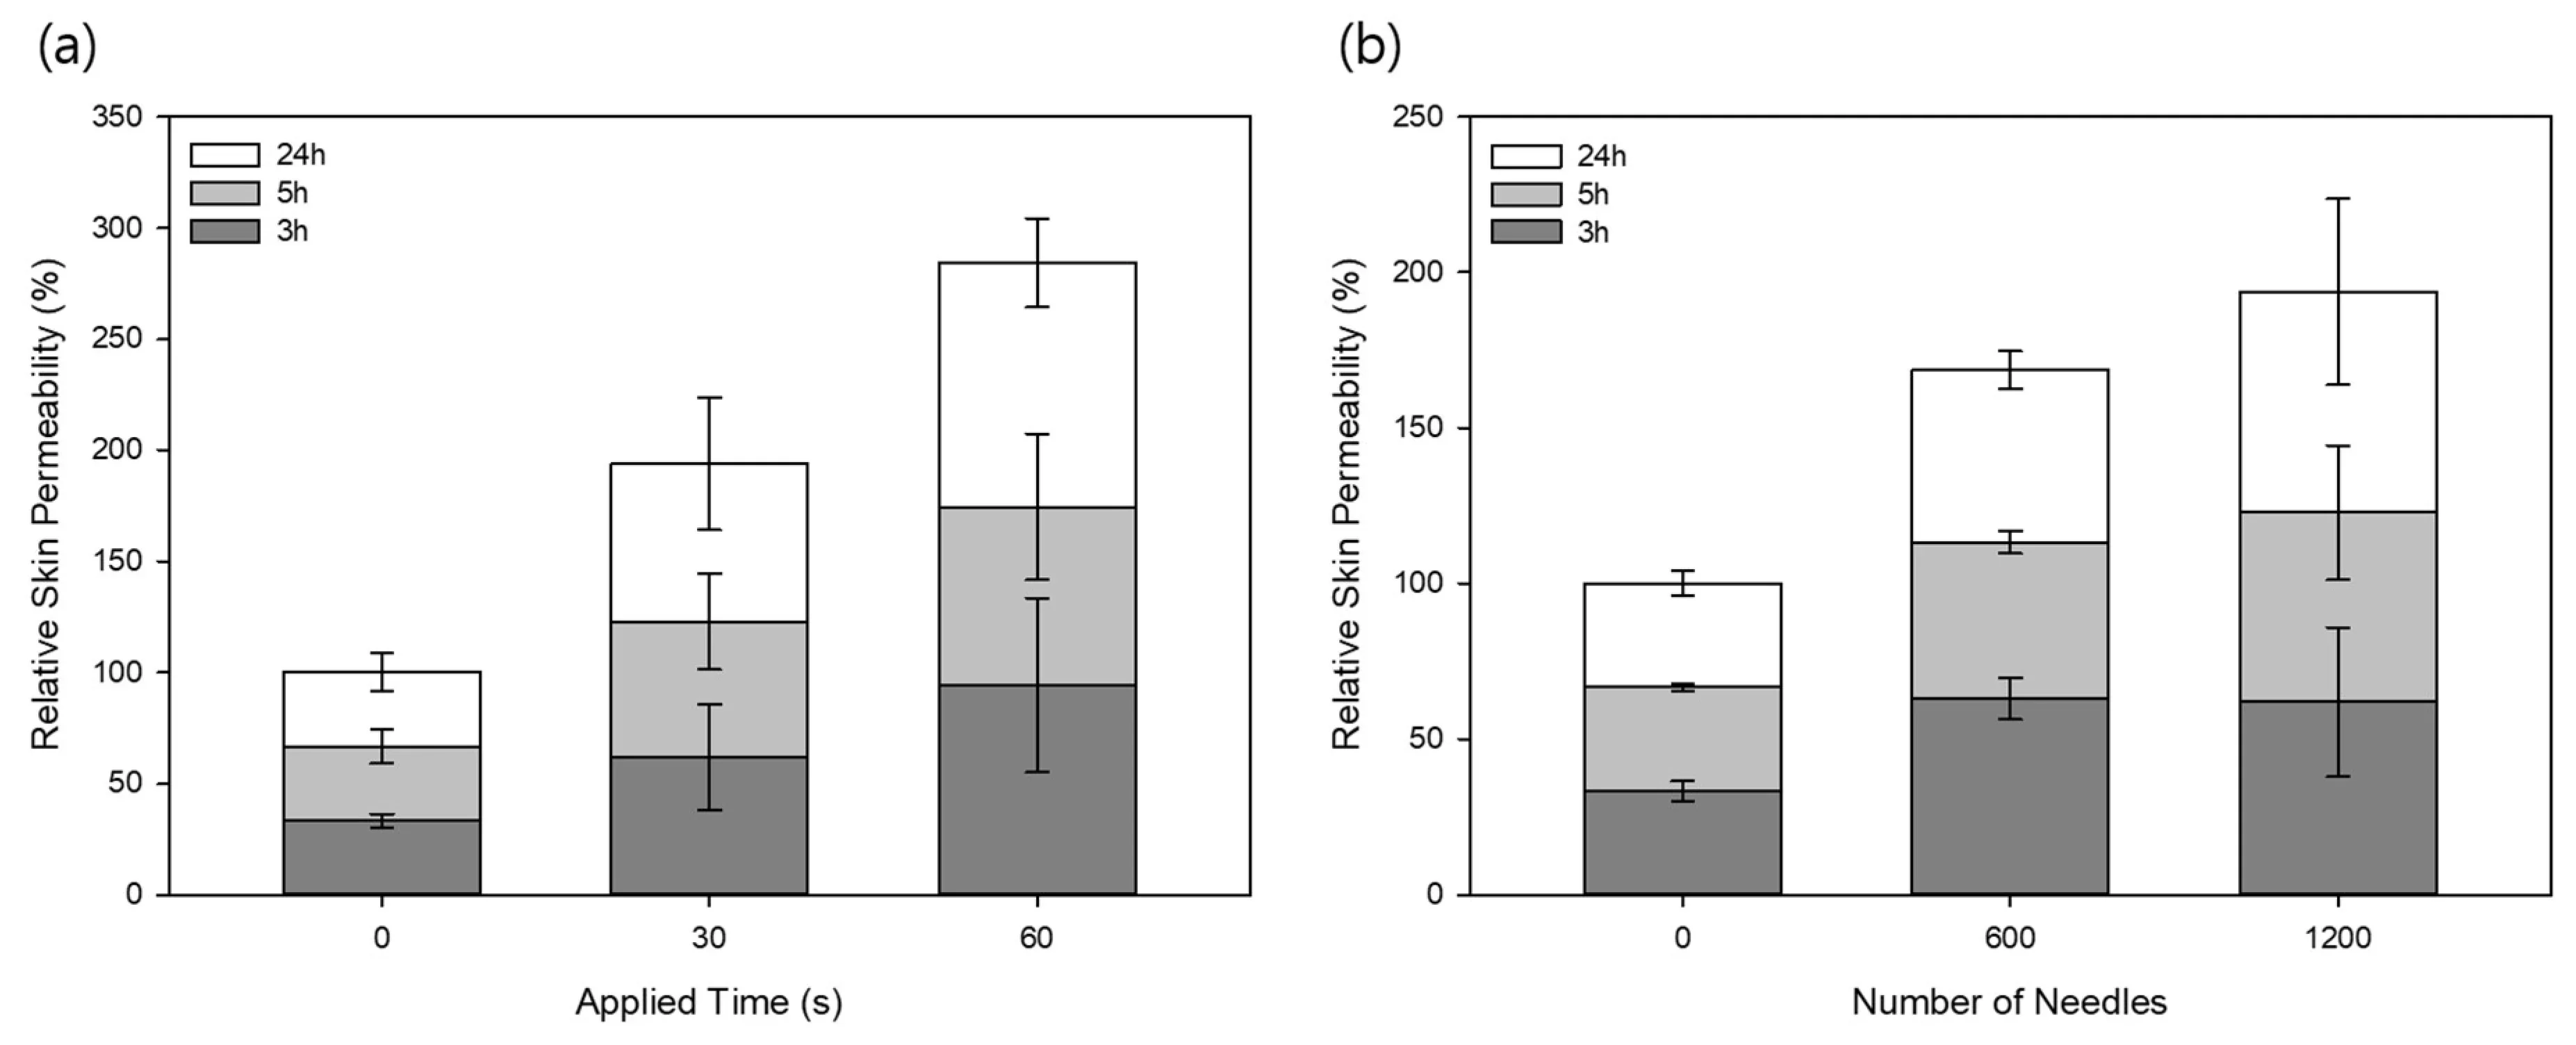 (a)
350
300
250
200
150
100
50
0
Relative Skin Permeability (%)
24h
5h
3h
0 30 60
Applied Time (s)
(b)
250
200
150
100
50
0
Relative Skin Permeability (%)
24h
5h
3h
0 600 1200
Number of Needles